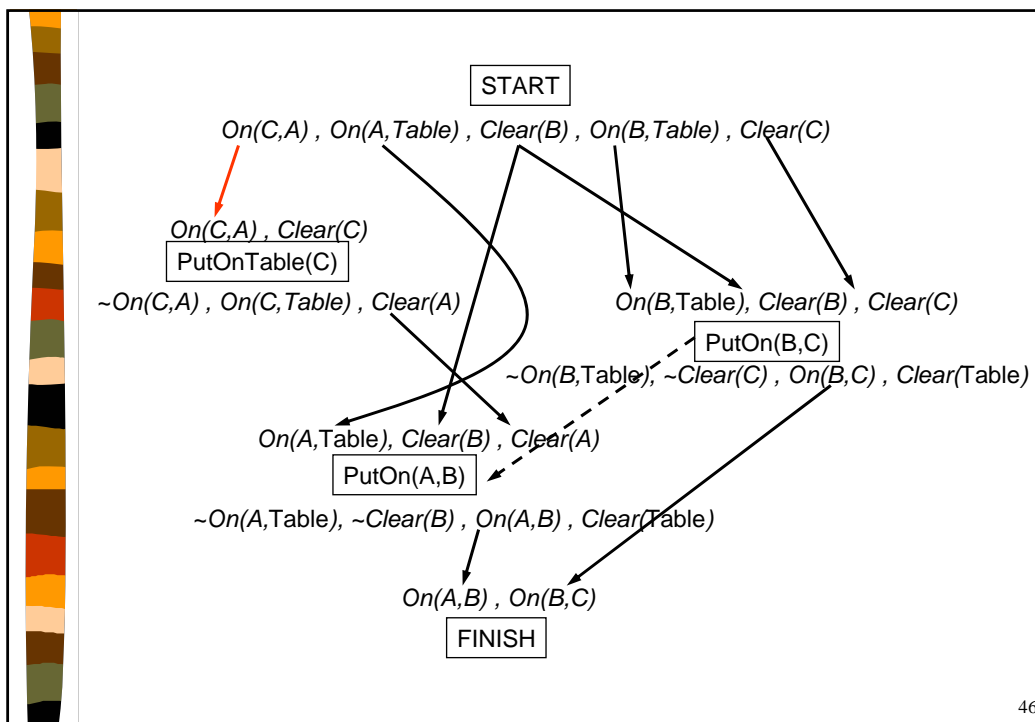 START
On(C,A) , On(A,Table) , Clear(B) , On(B,Table) , Clear(C)
On(C,A) , Clear(C)
PutOnTable(C)
~On(C,A) , On(C,Table) , Clear(A)
On(B,Table), Clear(B) , Clear(C)
PutOn(B,C)
~On(B,Table), ~Clear(C) , On(B,C) , Clear(Table)
On(A,Table), Clear(B) , Clear(A)
PutOn(A,B)
~On(A,Table), ~Clear(B) , On(A,B) , Clear(Table)
On(A,B) , On(B,C)
FINISH
46